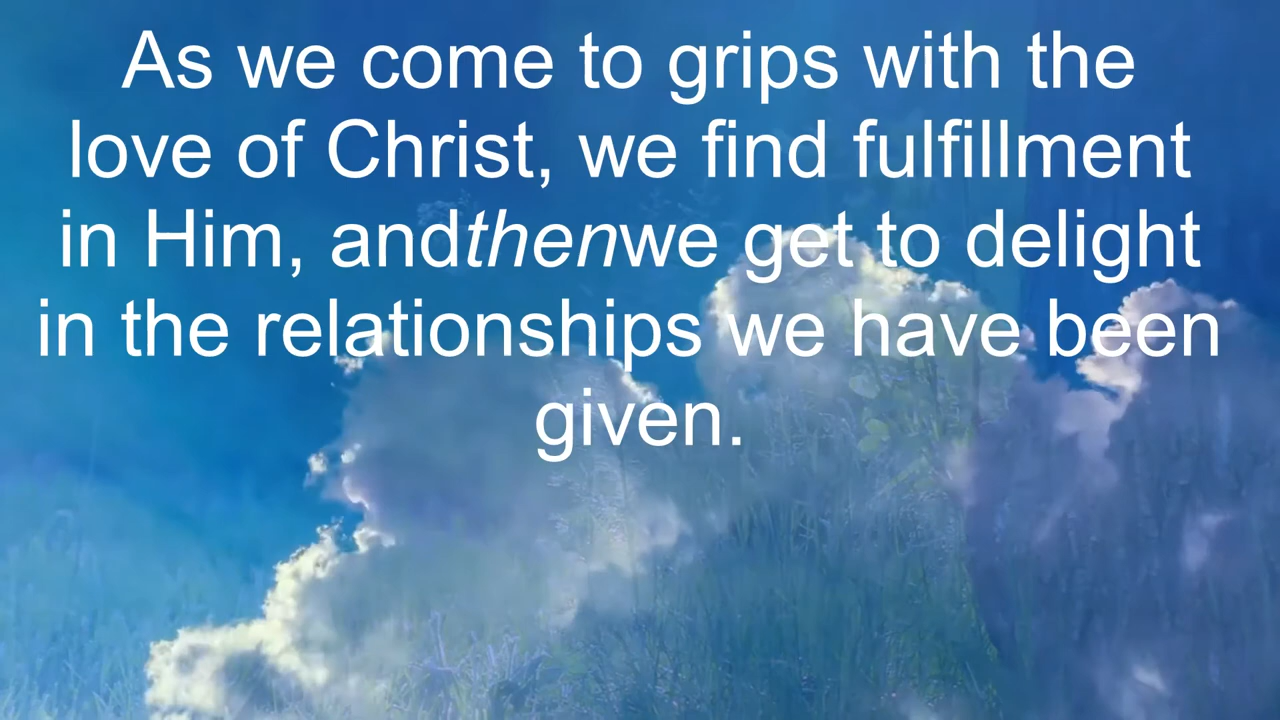 As we come to grips with the
love of Christ, we find fulfillment
in Him, andthenwe get to delight
in the relationships we have been
given.